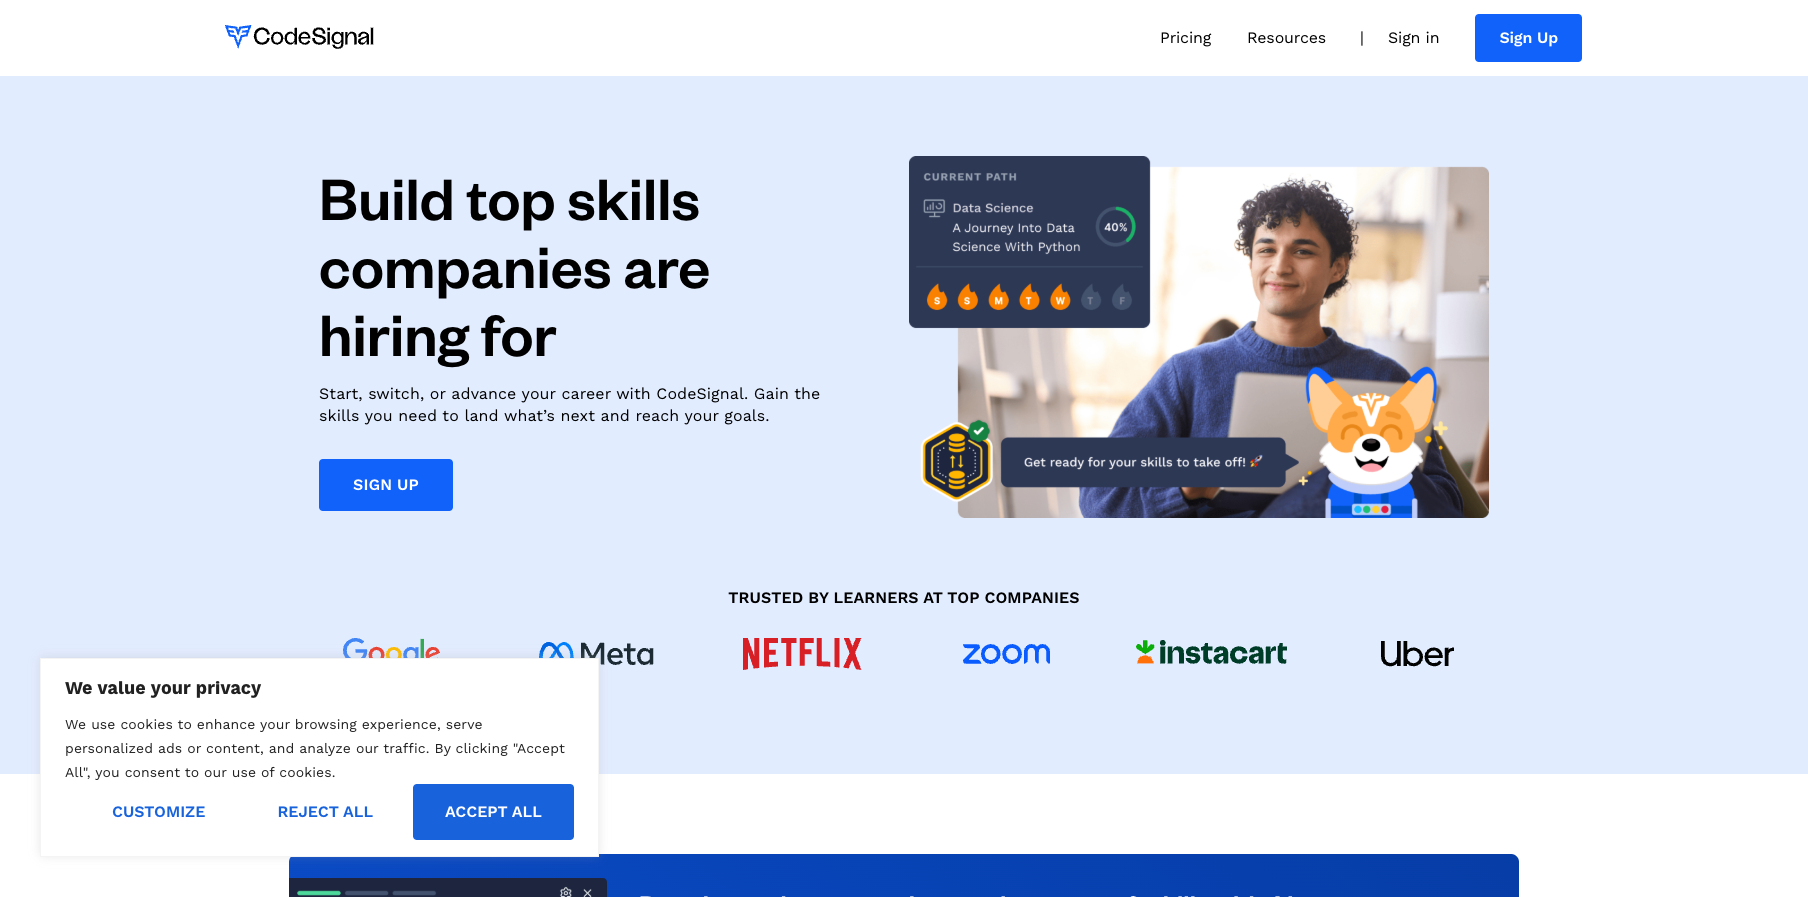 CodeSignal
Pricing
Resources
|
Sign in
Sign Up
Build top skills
companies are
hiring for
Start, switch, or advance your career with CodeSignal. Gain the
skills you need to land what’s next and reach your goals.
SIGN UP
CURRENT PATH
Data Science
A Journey Into Data
Science With Python
40%
S S M T W T F
Get ready for your skills to take off! 🚀
TRUSTED BY LEARNERS AT TOP COMPANIES
Google
Meta
NETFLIX
zoom
instacart
Uber
We value your privacy
We use cookies to enhance your browsing experience, serve
personalized ads or content, and analyze our traffic. By clicking "Accept
All", you consent to our use of cookies.
CUSTOMIZE
REJECT ALL
ACCEPT ALL